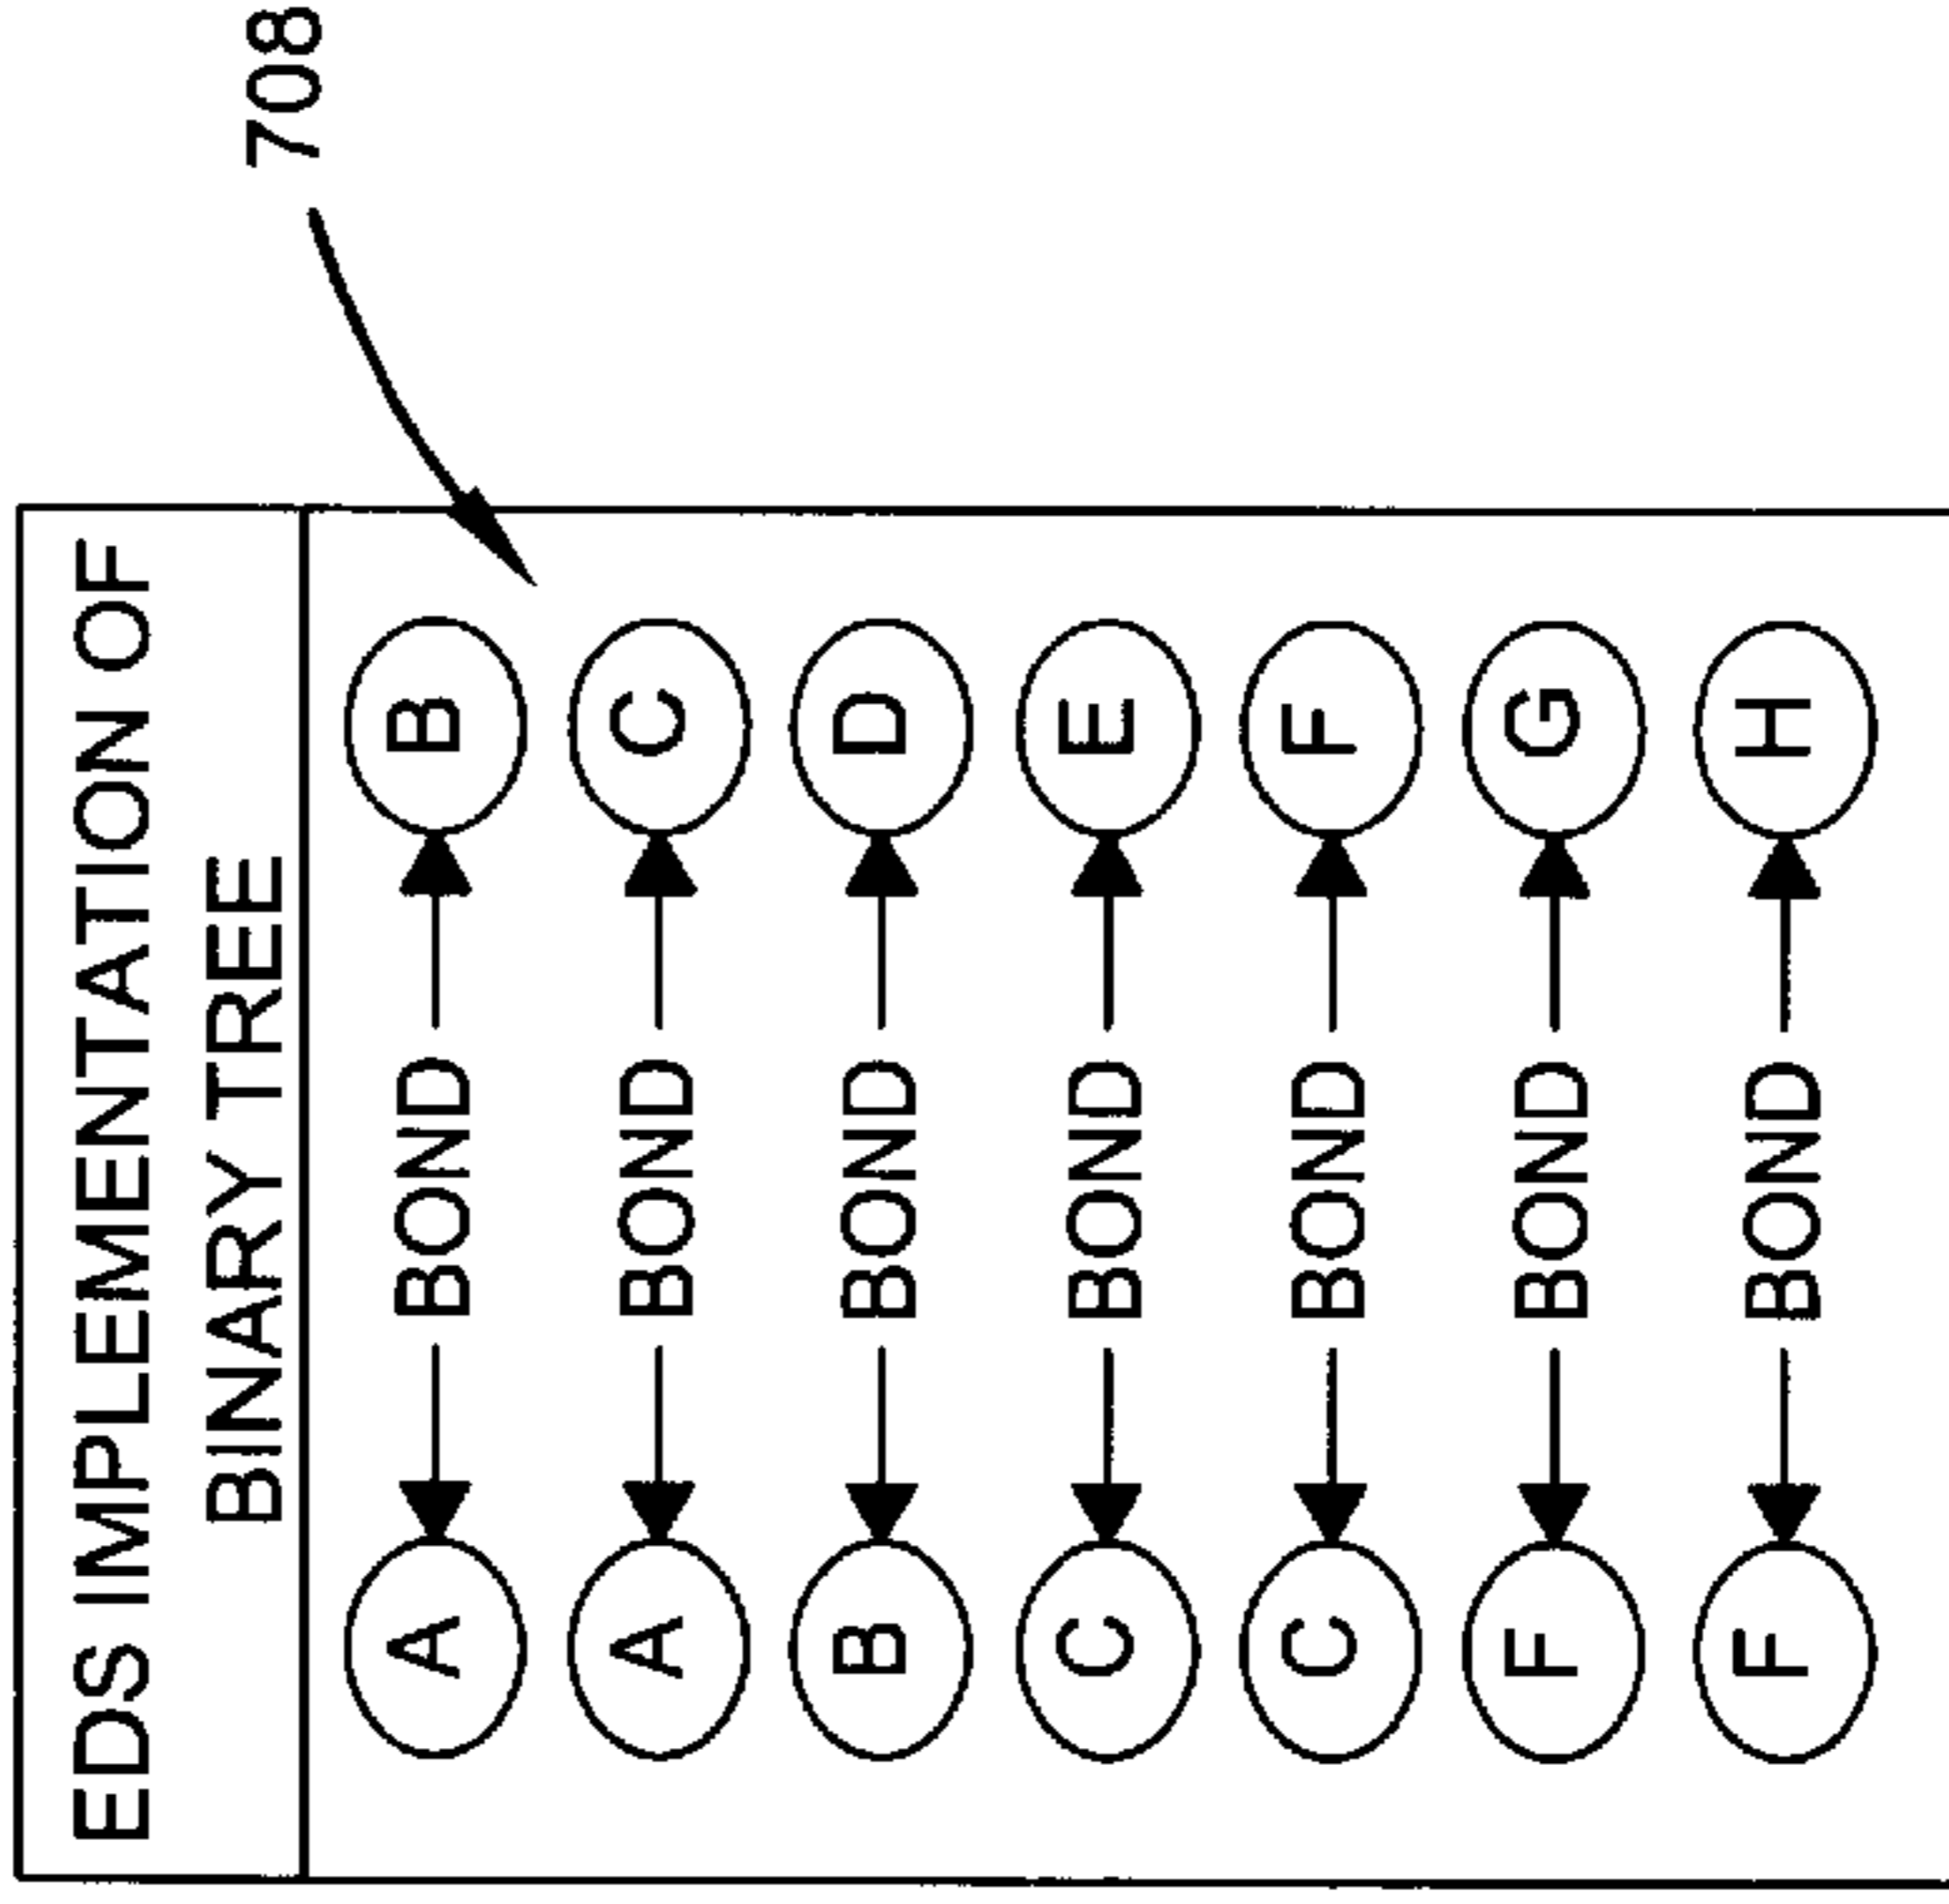 708
EDS IMPLEMENTATION OF
BINARY TREE
A BOND B
A BOND C
B BOND D
C BOND E
C BOND F
F BOND G
F BOND H